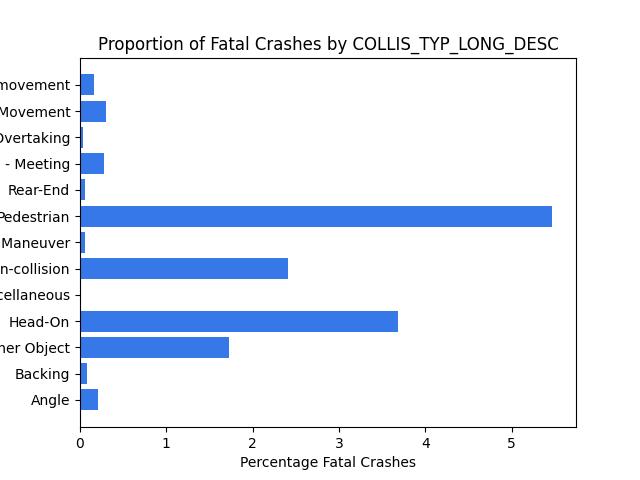 Proportion of Fatal Crashes by COLLIS_TYP_LONG_DESC
movement
Movement
Overtaking
- Meeting
Rear-End
Pedestrian
Maneuver
n-collision
cellaneous
Head-On
her Object
Backing
Angle
0 1 2 3 4 5
Percentage Fatal Crashes